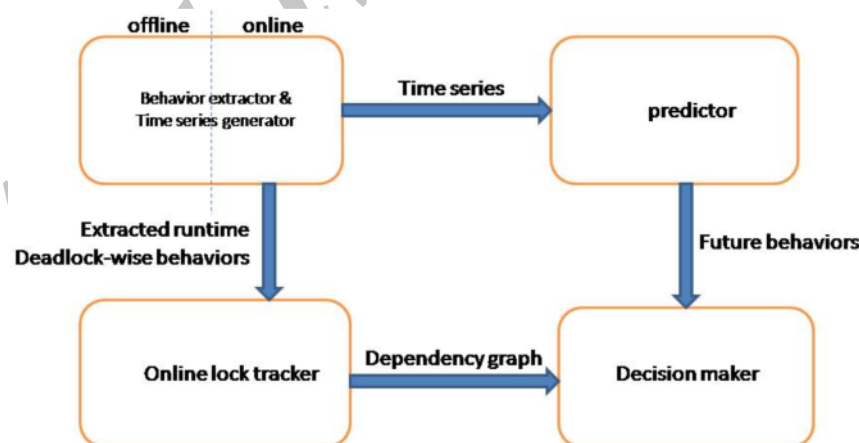 offline online
Behavior extractor &
Time series generator
Time series
predictor
Extracted runtime
Deadlock-wise behaviors
Future behaviors
Online lock tracker
Dependency graph
Decision maker